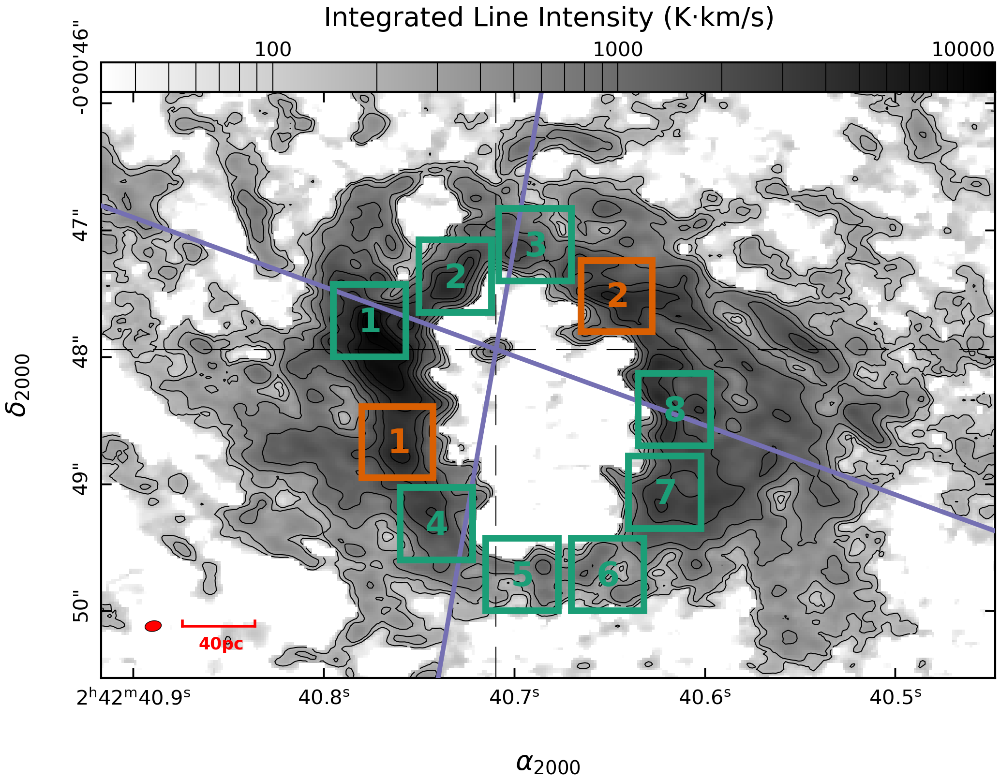 Integrated Line Intensity (K·km/s)
100 1000 10000
-0°00'46"
47"
48"
49"
50"
δ2000
3
2
2
1
8
1
7
4
5
6
40pc
2ʰ42ᵐ40.9ˢ 40.8ˢ 40.7ˢ 40.6ˢ 40.5ˢ
α2000